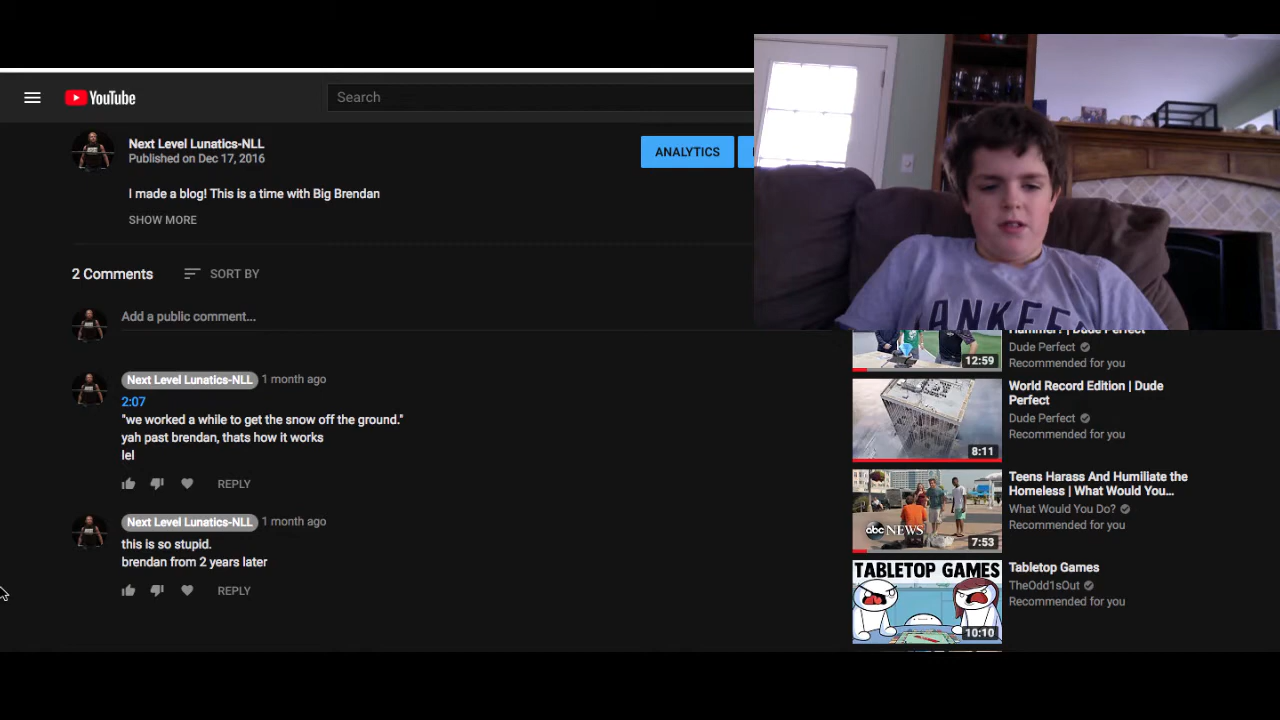 YouTube
Search
Next Level Lunatics-NLL
Published on Dec 17, 2016
ANALYTICS
I made a blog! This is a time with Big Brendan
SHOW MORE
2 Comments
SORT BY
Add a public comment...
Next Level Lunatics-NLL 1 month ago
2:07
"we worked a while to get the snow off the ground."
yah past brendan, thats how it works
lel
REPLY
Next Level Lunatics-NLL 1 month ago
this is so stupid.
brendan from 2 years later
REPLY
ANKEE
Hammer? | Dude Perfect
Dude Perfect
Recommended for you
12:59
World Record Edition | Dude
Perfect
Dude Perfect
Recommended for you
8:11
Teens Harass And Humiliate the
Homeless | What Would You...
What Would You Do?
Recommended for you
abc NEWS
7:53
Tabletop Games
TheOdd1sOut
Recommended for you
TABLETOP GAMES
10:10